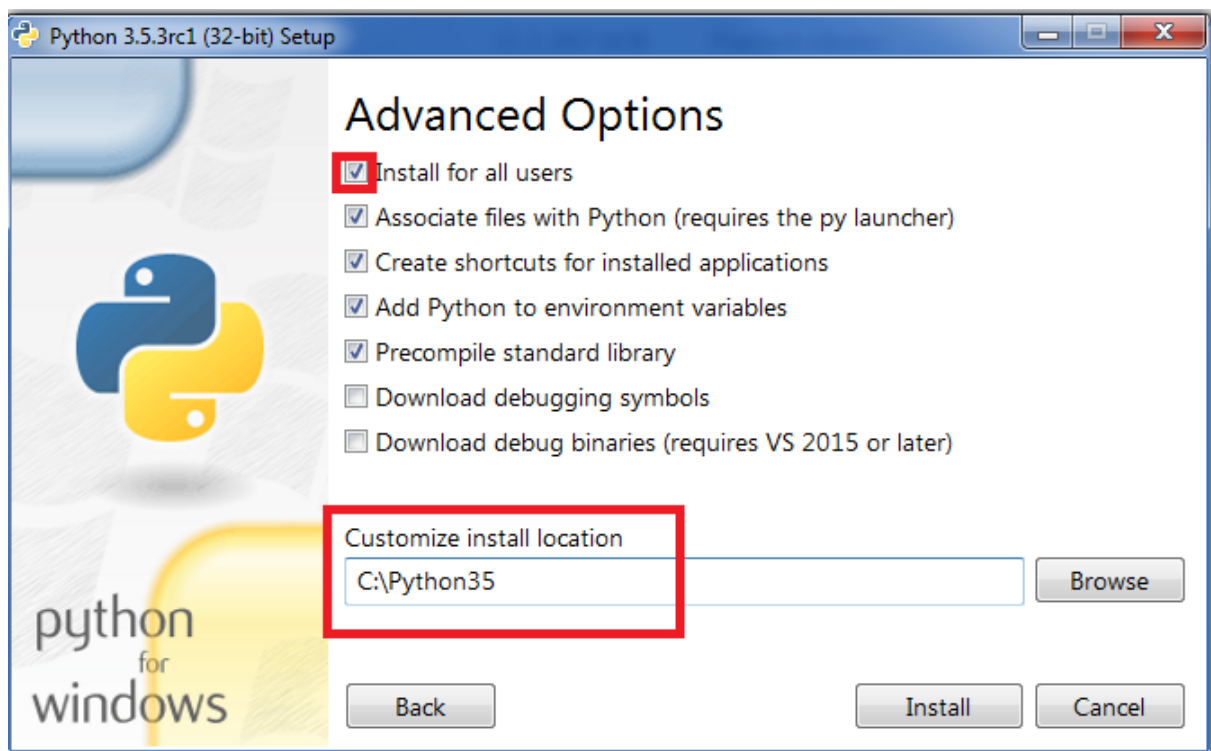 Python 3.5.3rc1 (32-bit) Setup
Advanced Options
Install for all users
Associate files with Python (requires the py launcher)
Create shortcuts for installed applications
Add Python to environment variables
Precompile standard library
Download debugging symbols
Download debug binaries (requires VS 2015 or later)
Customize install location
C:\Python35
Browse
python
for
windows
Back
Install
Cancel